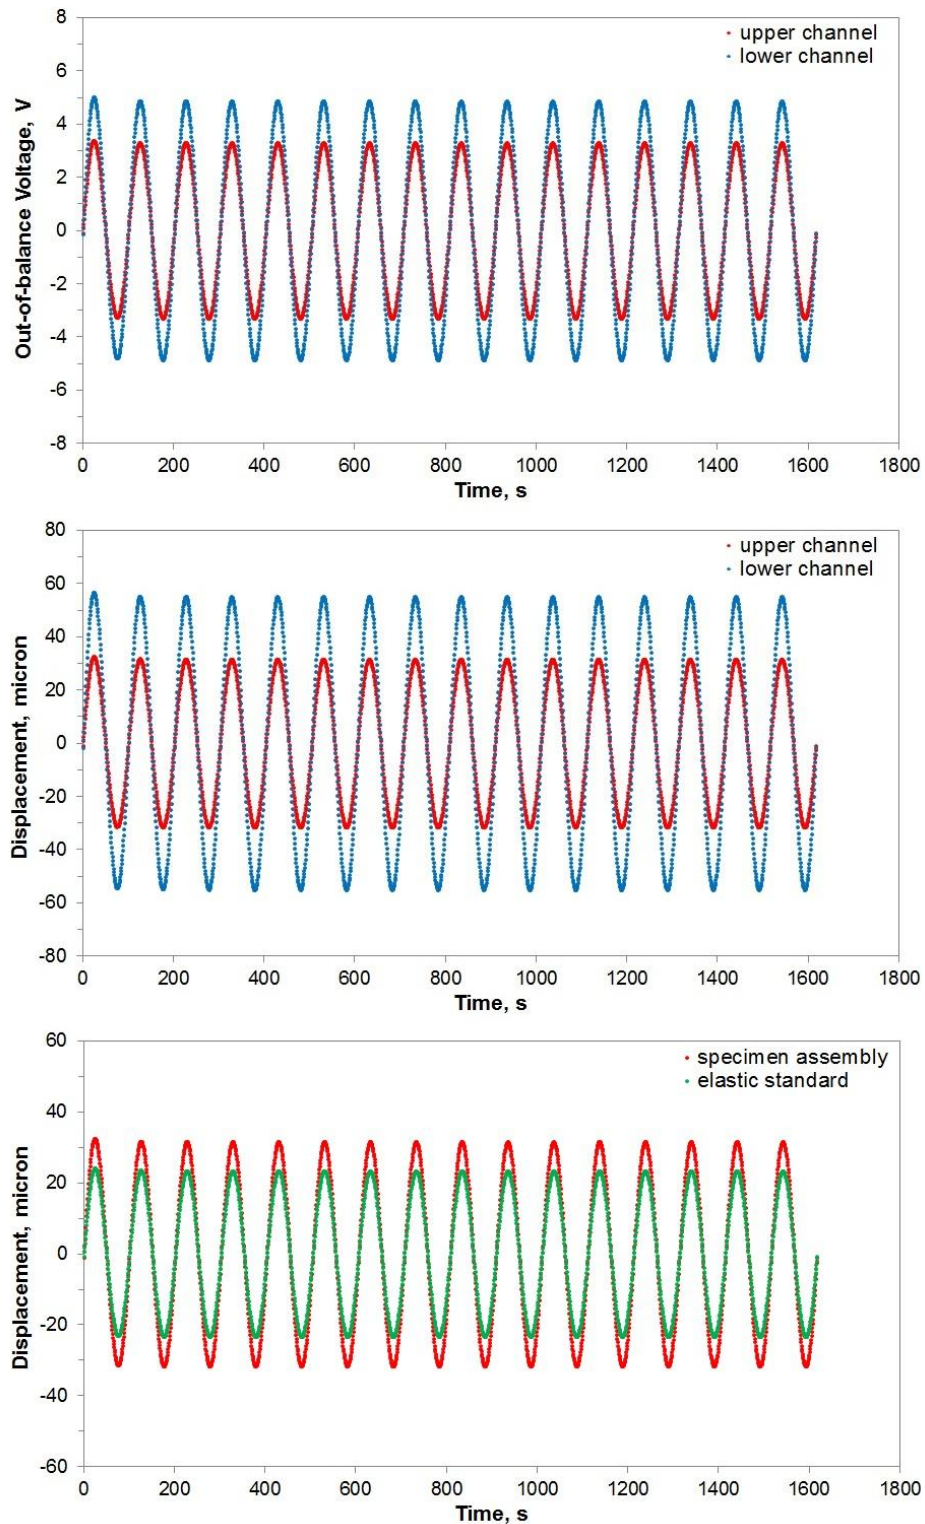 8
upper channel
lower channel
6
4
2
0
-2
-4
-6
-8
Out-of-balance Voltage, V
0 200 400 600 800 1000 1200 1400 1600 1800
Time, s
80
upper channel
lower channel
60
40
20
0
-20
-40
-60
-80
Displacement, micron
0 200 400 600 800 1000 1200 1400 1600 1800
Time, s
60
specimen assembly
elastic standard
40
20
0
-20
-40
-60
Displacement, micron
0 200 400 600 800 1000 1200 1400 1600 1800
Time, s